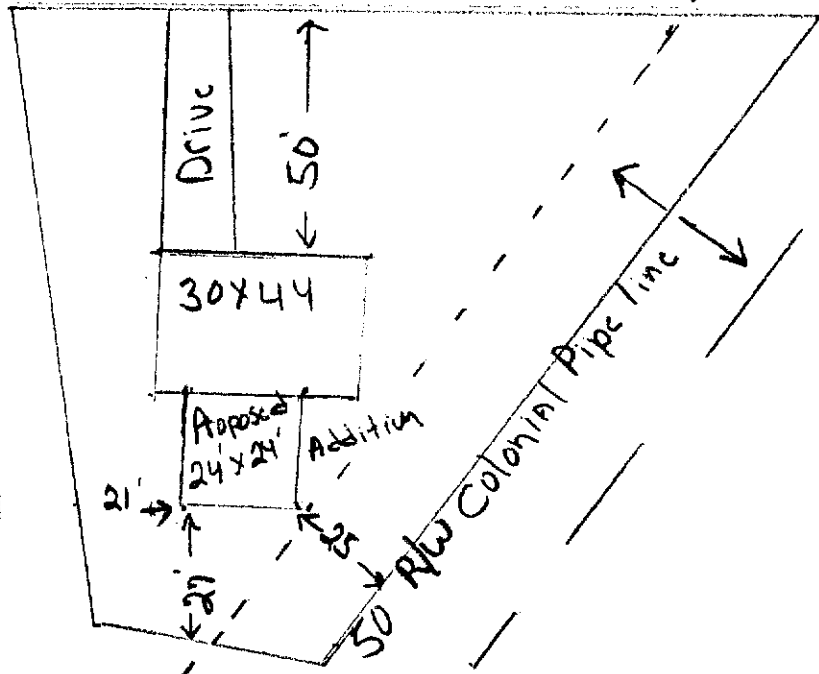 Drive
50'
30X44
Proposed
24'x24'
Addition
21'
27'
25
50 R/W Colonial Pipe line